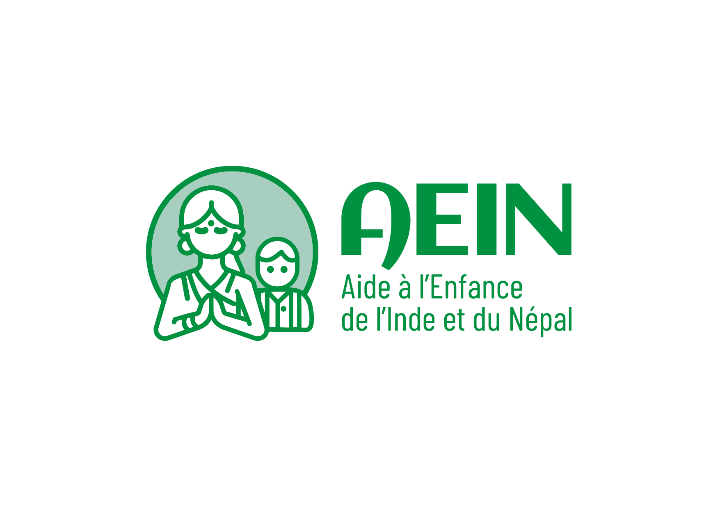 AEIN
Aide à l'Enfance
de l'Inde et du Népal